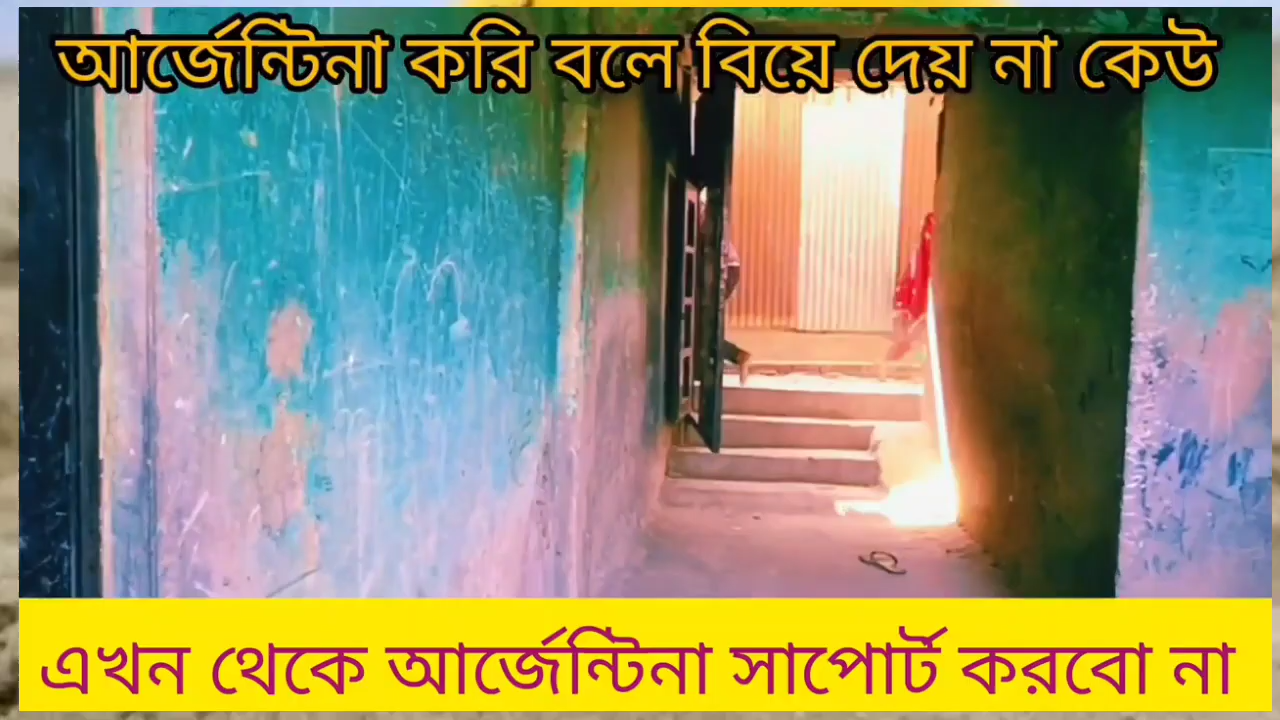 আর্জেন্টিনা করি বলে বিয়ে দেয় না কেউ
এখন থেকে আর্জেন্টিনা সাপোর্ট করবো না